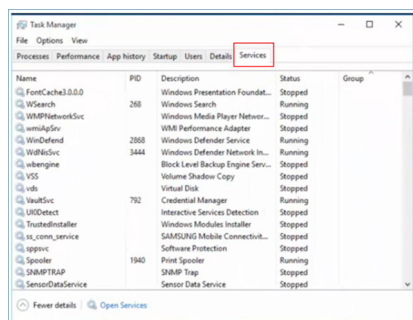 Task Manager
File Options View
Processes Performance App history Startup Users Details Services
Name PID Description Status Group
FontCache3.0.0.0 Windows Presentation Foundat... Stopped
WSearch 268 Windows Search Running
WMPNetworkSvc Windows Media Player Networ... Stopped
wmiApSrv WMI Performance Adapter Stopped
WinDefend 2868 Windows Defender Service Running
WdNisSvc 3444 Windows Defender Network In... Running
wbengine Block Level Backup Engine Serv... Stopped
VSS Volume Shadow Copy Stopped
vds Virtual Disk Stopped
VaultSvc 792 Credential Manager Running
UI0Detect Interactive Services Detection Stopped
TrustedInstaller Windows Modules Installer Stopped
ss_conn_service SAMSUNG Mobile Connectivit... Stopped
sppsvc Software Protection Stopped
Spooler 1940 Print Spooler Running
SNMPTRAP SNMP Trap Stopped
SensorDataService Sensor Data Service Stopped
Fewer details Open Services